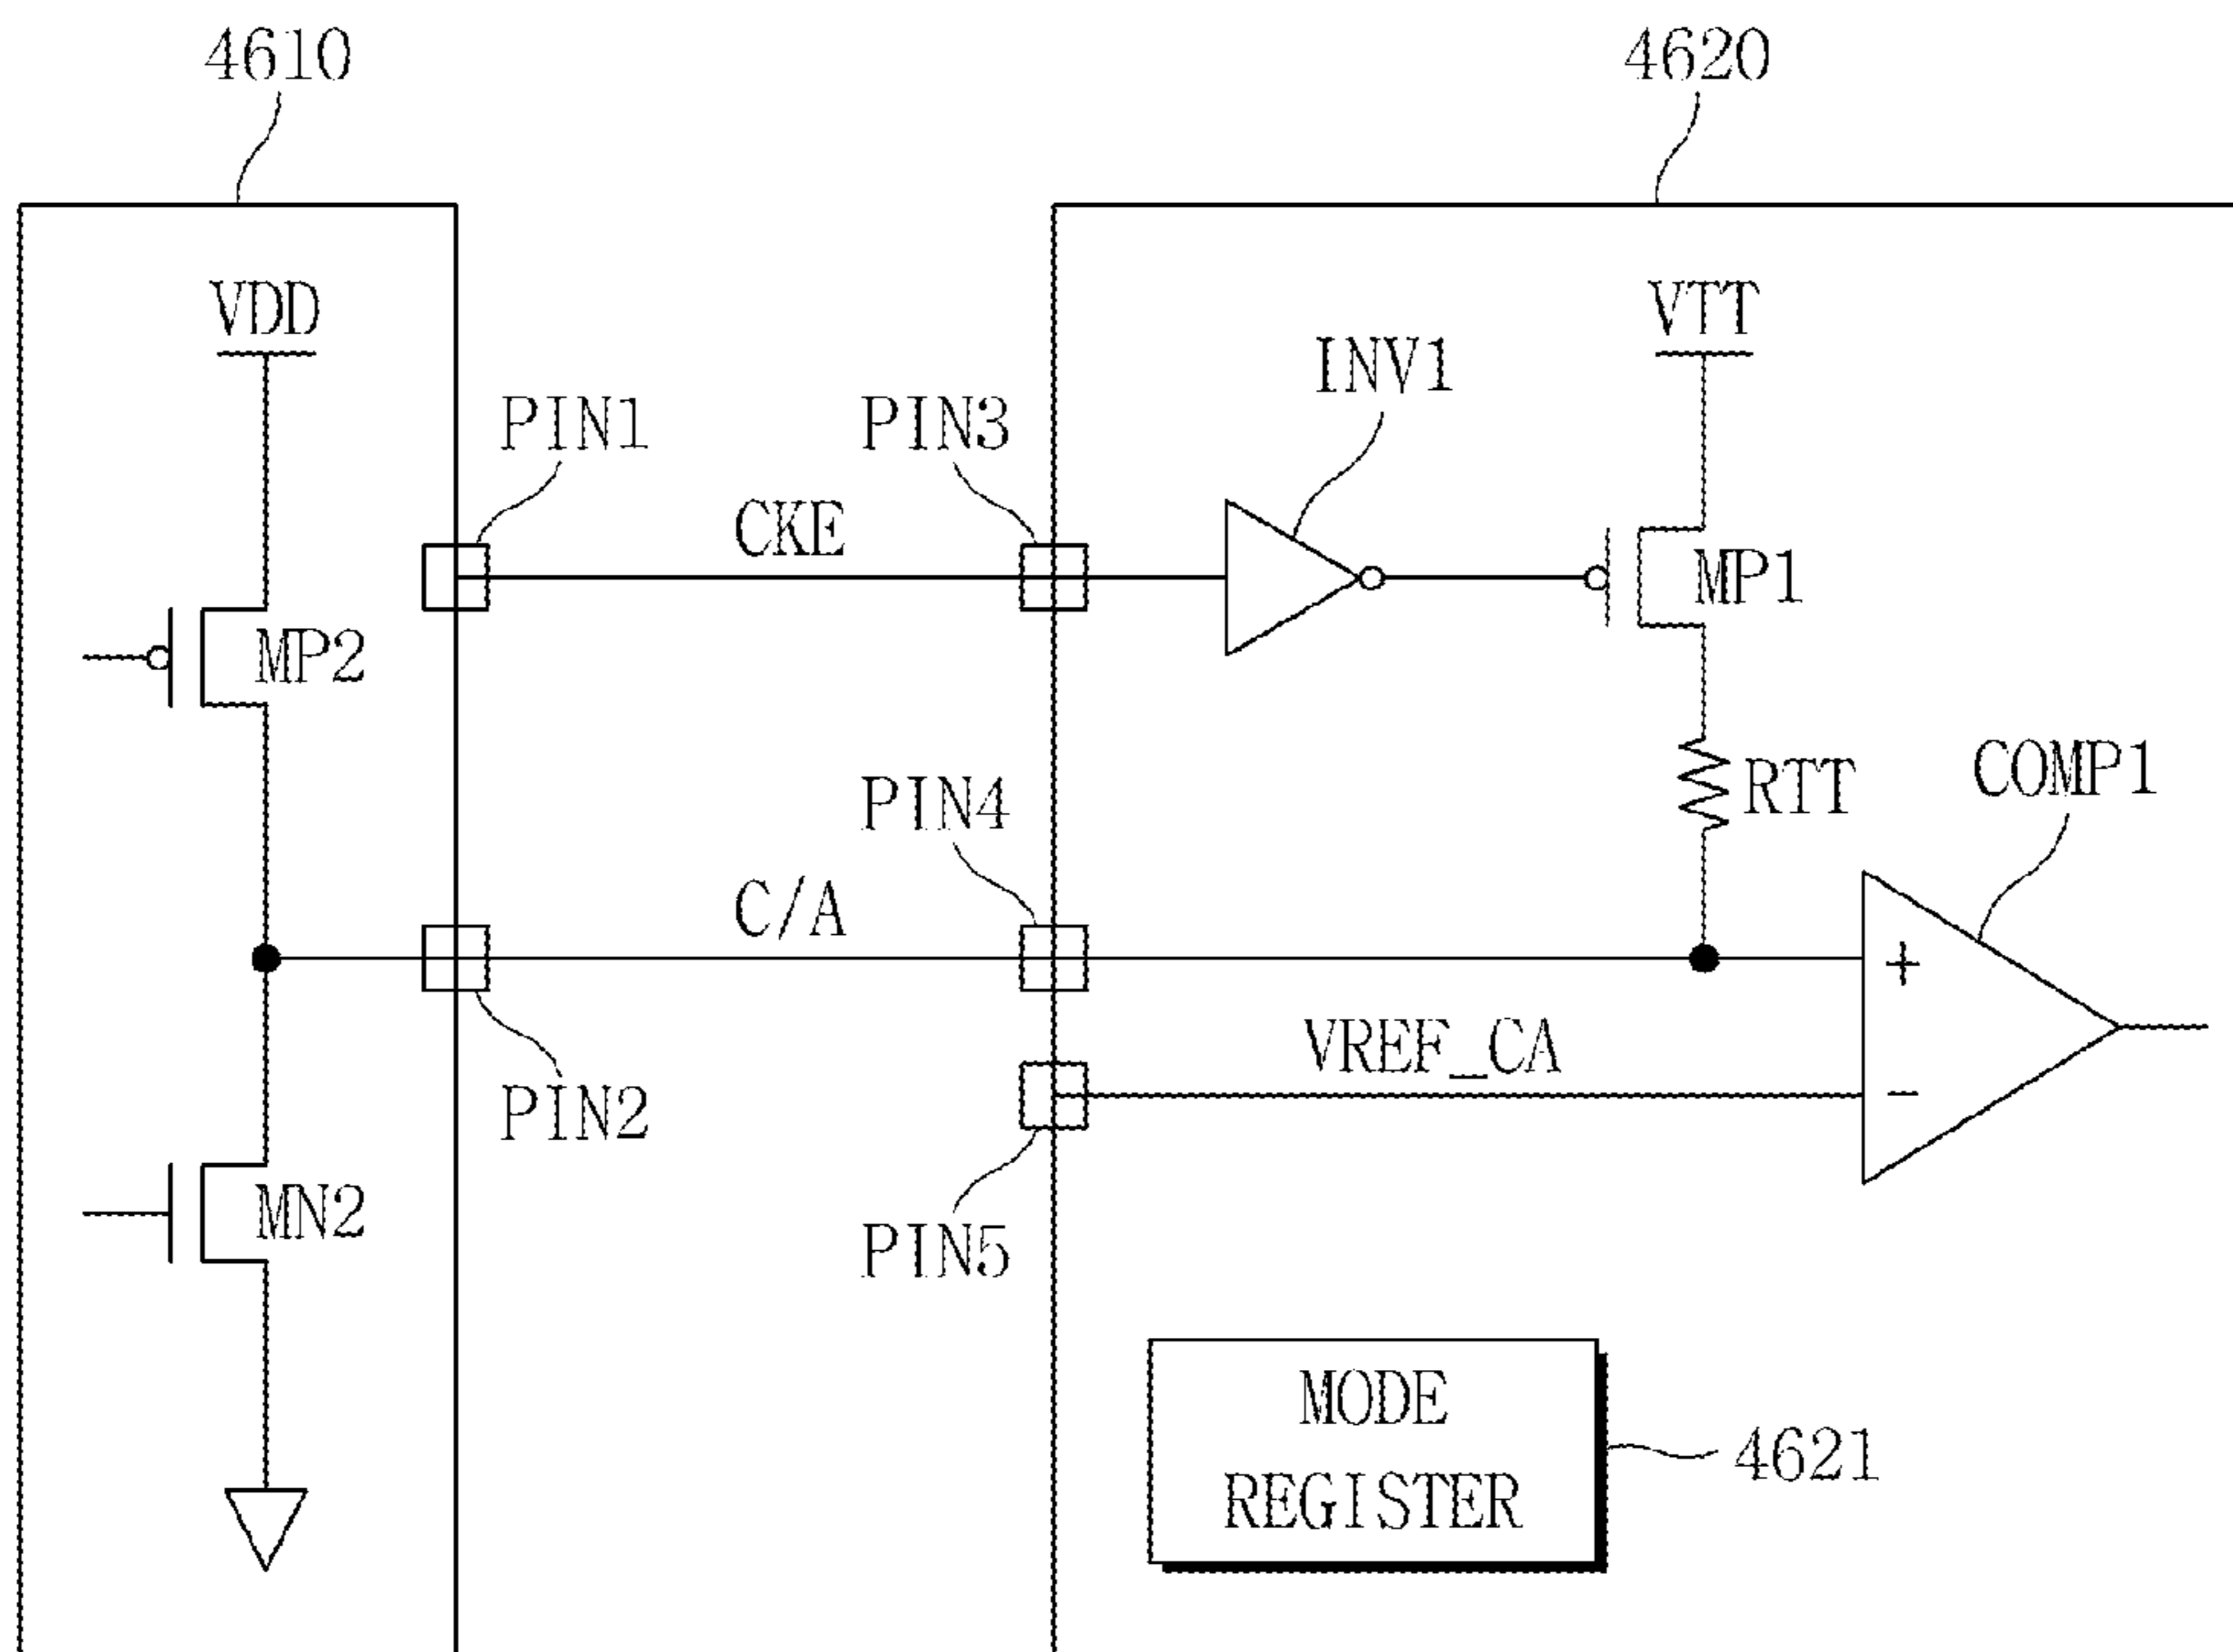 4610
4620
VDD
VTT
INV1
PIN1
PIN3
CKE
MP1
MP2
RTT
COMP1
PIN4
C/A
+
VREF_CA
-
PIN2
MN2
PIN5
MODE
REGISTER
4621